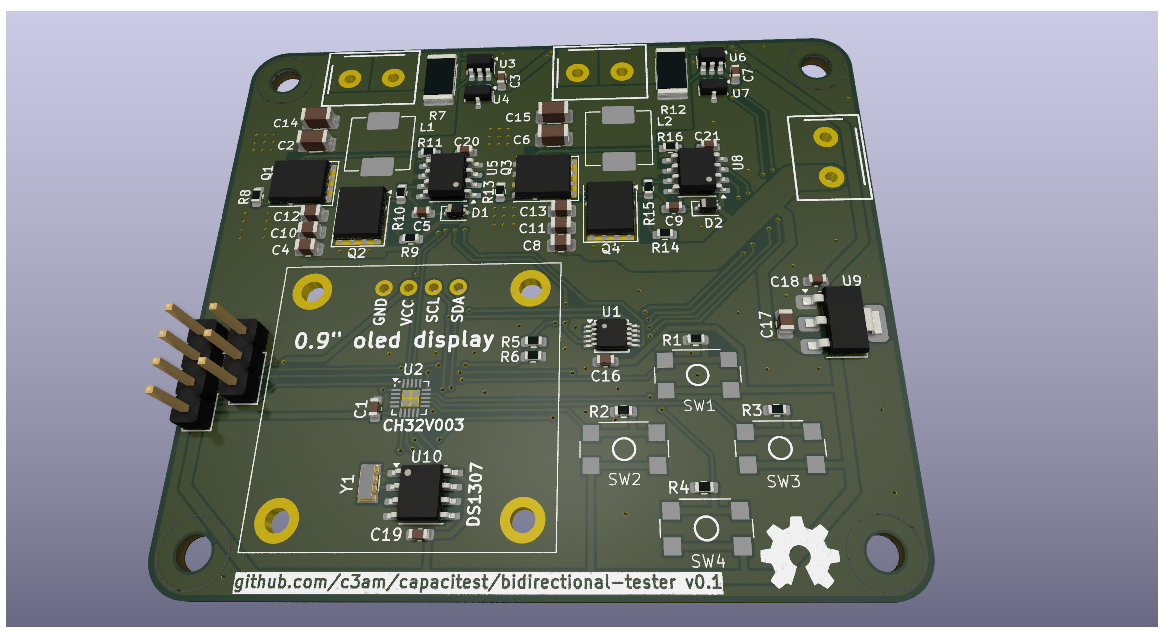 U3
C3
U4
R7
U6
C7
U7
R12
C14
C2
L1
C15
C6
L2
R11
C20
R16
C21
Q1
U5
Q3
U8
R8
R10
R13
R15
C12
C10
C4
C5
D1
C13
C11
C8
C9
D2
Q2
R9
Q4
R14
GND
VCC
SCL
SDA
0.9" oled display
R5
R6
U1
C16
C18
U9
C17
R1
SW1
U2
C1
CH32V003
R2
SW2
R3
SW3
U10
Y1
DS1307
C19
R4
SW4
github.com/c3am/capacitest/bidirectional-tester v0.1